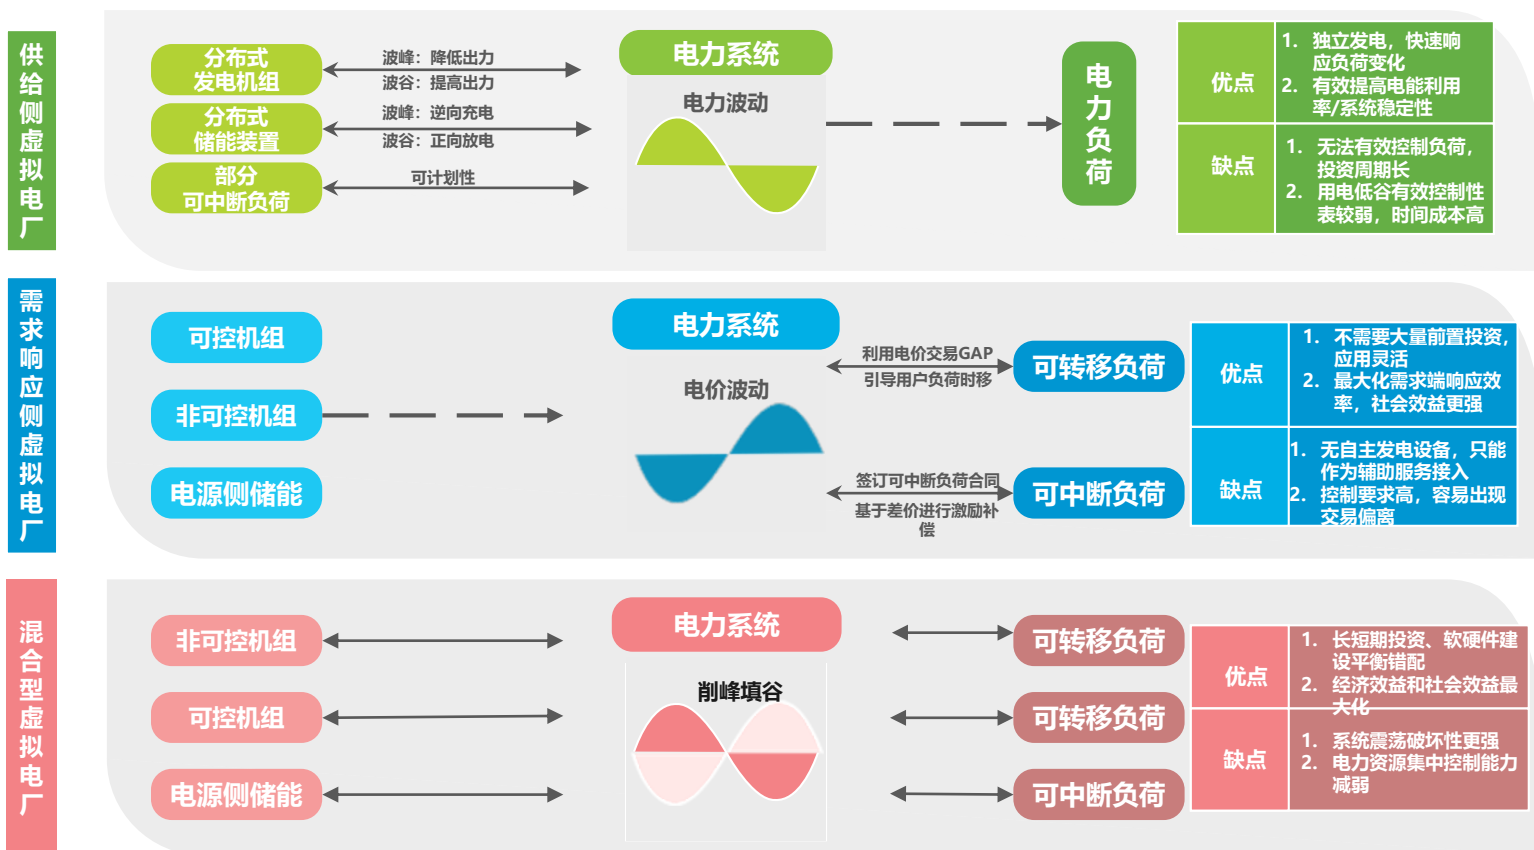 供给侧虚拟电厂
分布式
发电机组
波峰：降低出力
波谷：提高出力
分布式
储能装置
波峰：逆向充电
波谷：正向放电
部分
可中断负荷
可计划性
电力系统
电力波动
电力负荷
优点
1. 独立发电，快速响
应负荷变化
2. 有效提高电能利用
率/系统稳定性
缺点
1. 无法有效控制负荷，
投资周期长
2. 用电低谷有效控制性
表较弱，时间成本高
需求响应侧虚拟电厂
可控机组
非可控机组
电源侧储能
电力系统
电价波动
利用电价交易GAP
引导用户负荷时移
可转移负荷
签订可中断负荷合同
基于差价进行激励补
偿
可中断负荷
优点
1. 不需要大量前置投资，
应用灵活
2. 最大化需求端响应效
率，社会效益更强
缺点
1. 无自主发电设备，只能
作为辅助服务接入
2. 控制要求高，容易出现
交易偏离
混合型虚拟电厂
非可控机组
可控机组
电源侧储能
电力系统
削峰填谷
可转移负荷
可转移负荷
可中断负荷
优点
1. 长短期投资、软硬件建
设平衡错配
2. 经济效益和社会效益最
大化
缺点
1. 系统震荡破坏性更强
2. 电力资源集中控制能力
减弱